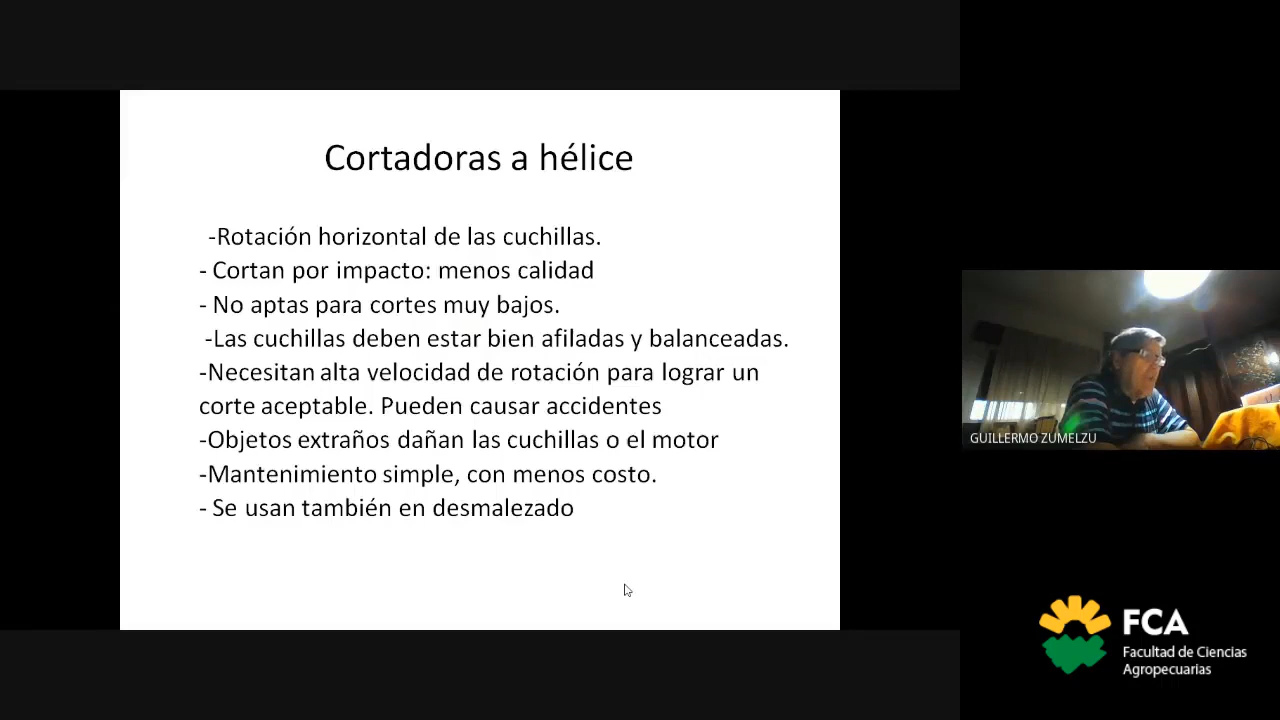 Cortadoras a hélice
-Rotación horizontal de las cuchillas.
- Cortan por impacto: menos calidad
- No aptas para cortes muy bajos.
-Las cuchillas deben estar bien afiladas y balanceadas.
-Necesitan alta velocidad de rotación para lograr un
corte aceptable. Pueden causar accidentes
-Objetos extraños dañan las cuchillas o el motor
-Mantenimiento simple, con menos costo.
- Se usan también en desmalezado
GUILLERMO ZUMELZU
FCA
Facultad de Ciencias
Agropecuarias